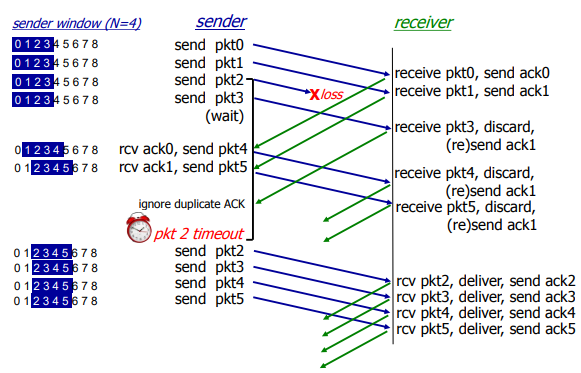 sender window (N=4)
sender
receiver
0 1 2 3 4 5 6 7 8
send pkt0
0 1 2 3 4 5 6 7 8
send pkt1
0 1 2 3 4 5 6 7 8
send pkt2
0 1 2 3 4 5 6 7 8
send pkt3
(wait)
X loss
receive pkt0, send ack0
receive pkt1, send ack1
receive pkt3, discard,
(re)send ack1
0 1 2 3 4 5 6 7 8
rcv ack0, send pkt4
0 1 2 3 4 5 6 7 8
rcv ack1, send pkt5
receive pkt4, discard,
(re)send ack1
receive pkt5, discard,
(re)send ack1
ignore duplicate ACK
pkt 2 timeout
0 1 2 3 4 5 6 7 8
send pkt2
0 1 2 3 4 5 6 7 8
send pkt3
0 1 2 3 4 5 6 7 8
send pkt4
0 1 2 3 4 5 6 7 8
send pkt5
rcv pkt2, deliver, send ack2
rcv pkt3, deliver, send ack3
rcv pkt4, deliver, send ack4
rcv pkt5, deliver, send ack5